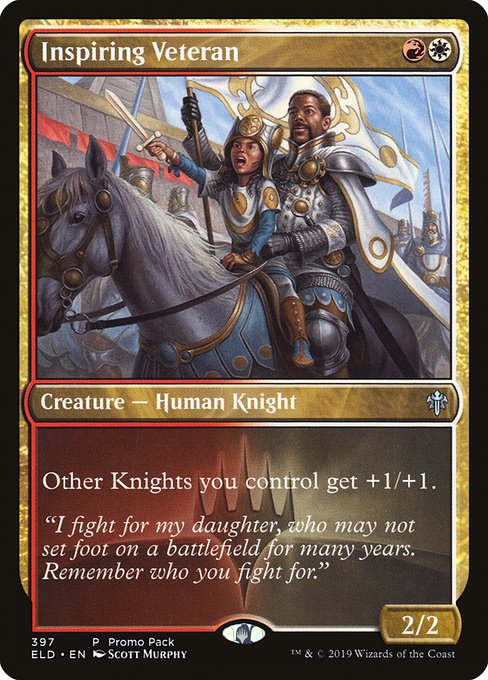 Inspiring Veteran
Creature — Human Knight
Other Knights you control get +1/+1.
“I fight for my daughter, who may not
set foot on a battlefield for many years.
Remember who you fight for.”
2/2
397 P Promo Pack
ELD • EN Scott Murphy
™ & © 2019 Wizards of the Coast